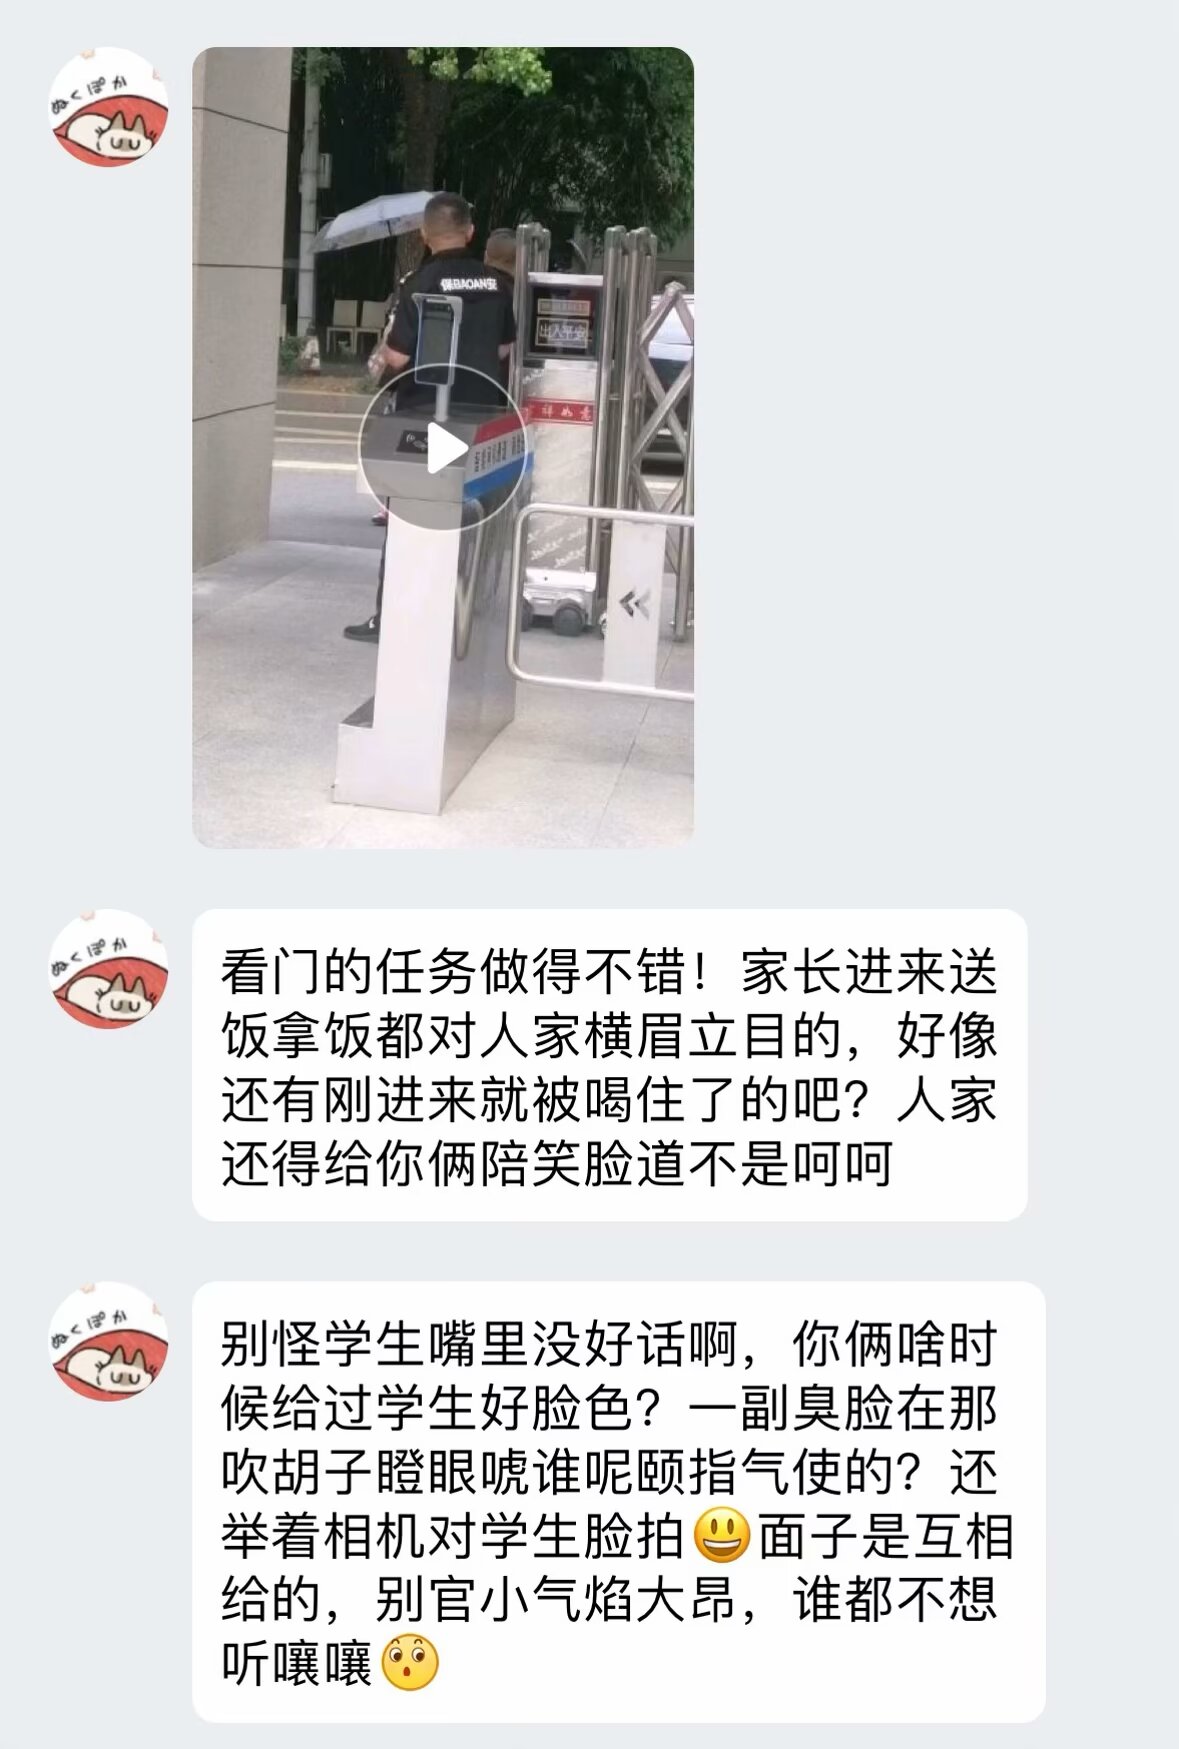 ぬくぽか
保BAOAN安
出入平安
祥如意
ぬくぽか
看门的任务做得不错！家长进来送
饭拿饭都对人家横眉立目的，好像
还有刚进来就被喝住了的吧？人家
还得给你俩陪笑脸道不是呵呵
ぬくぽか
别怪学生嘴里没好话啊，你俩啥时
候给过学生好脸色？一副臭脸在那
吹胡子瞪眼唬谁呢颐指气使的？还
举着相机对学生脸拍😃面子是互相
给的，别官小气焰大昂，谁都不想
听嚷嚷😯